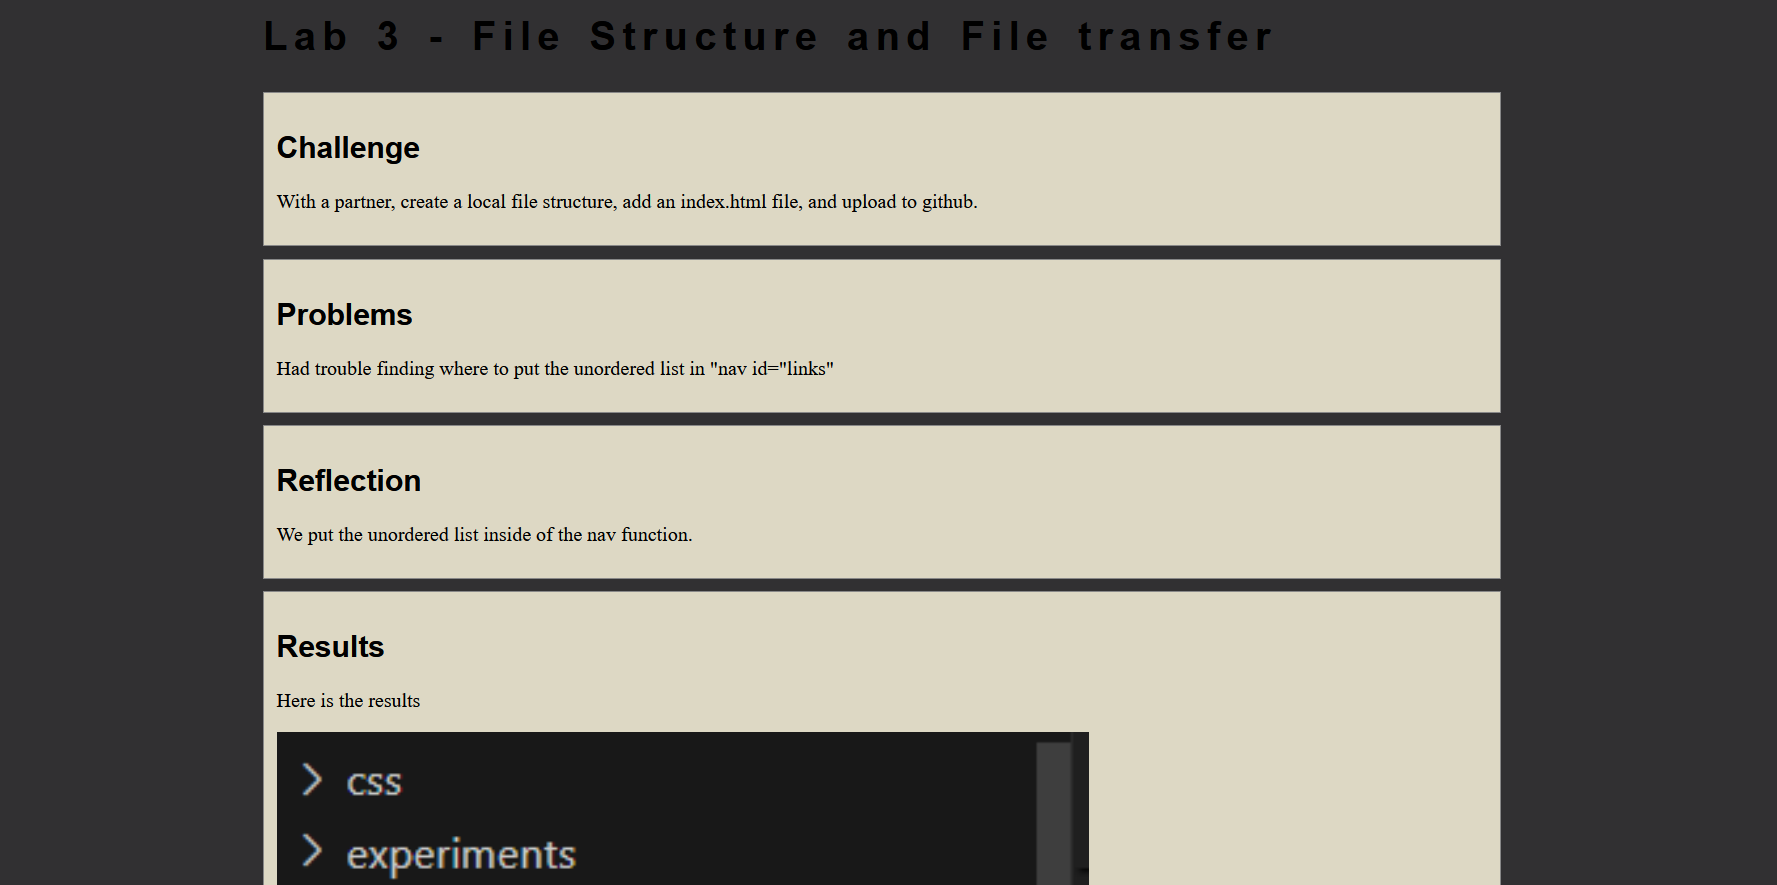 Lab 3 - File Structure and File transfer
Challenge
With a partner, create a local file structure, add an index.html file, and upload to github.
Problems
Had trouble finding where to put the unordered list in "nav id="links"
Reflection
We put the unordered list inside of the nav function.
Results
Here is the results
css
experiments